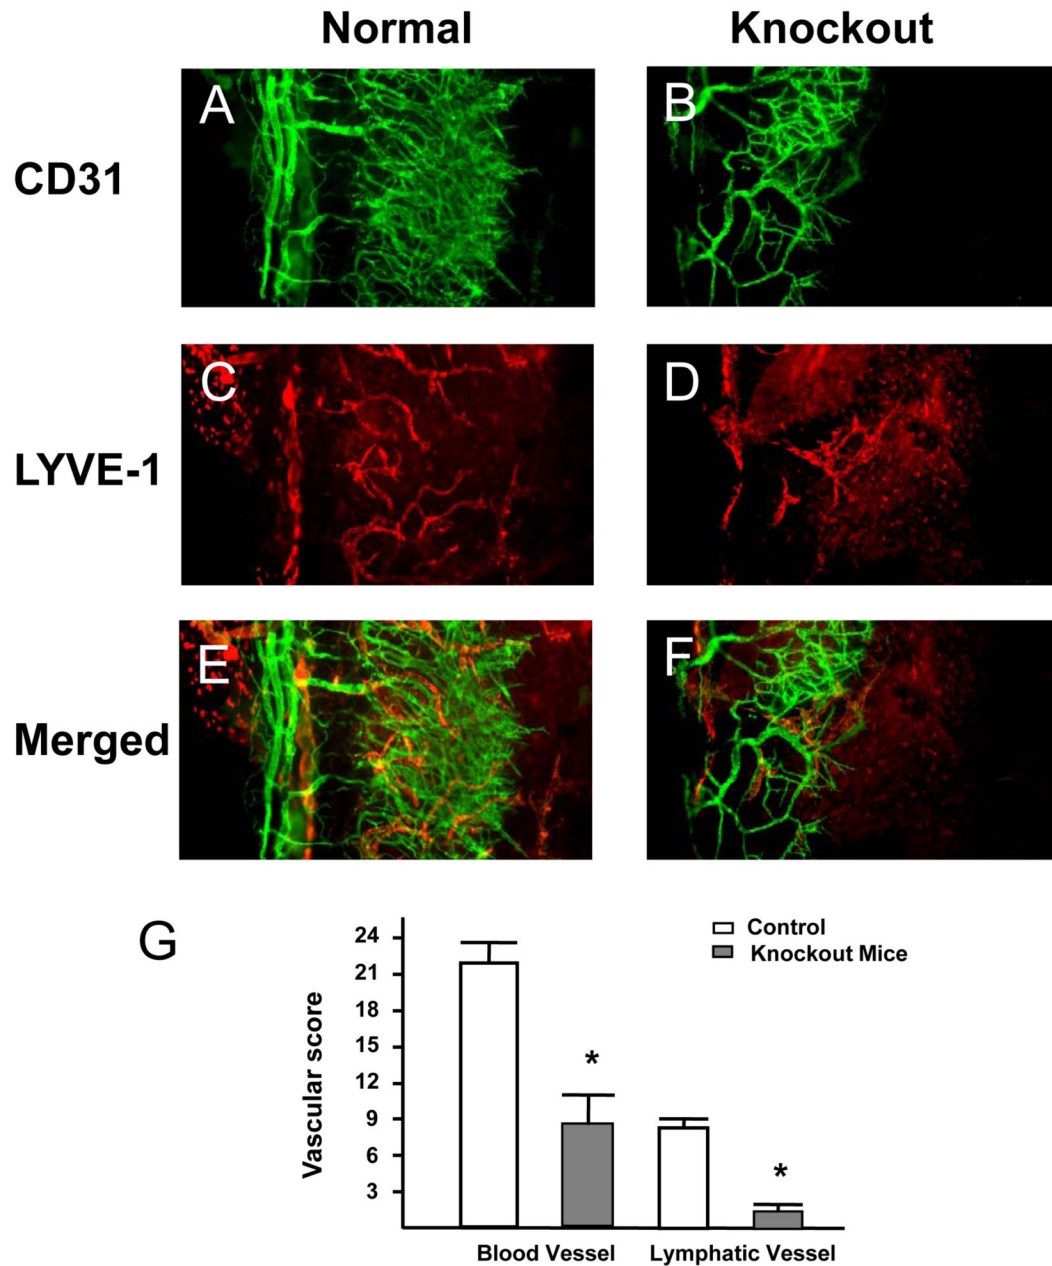 Normal
Knockout
CD31
A
B
LYVE-1
C
D
Merged
E
F
G
Control
Knockout Mice
Vascular score
24
21
18
15
12
9
6
3
*
*
Blood Vessel
Lymphatic Vessel